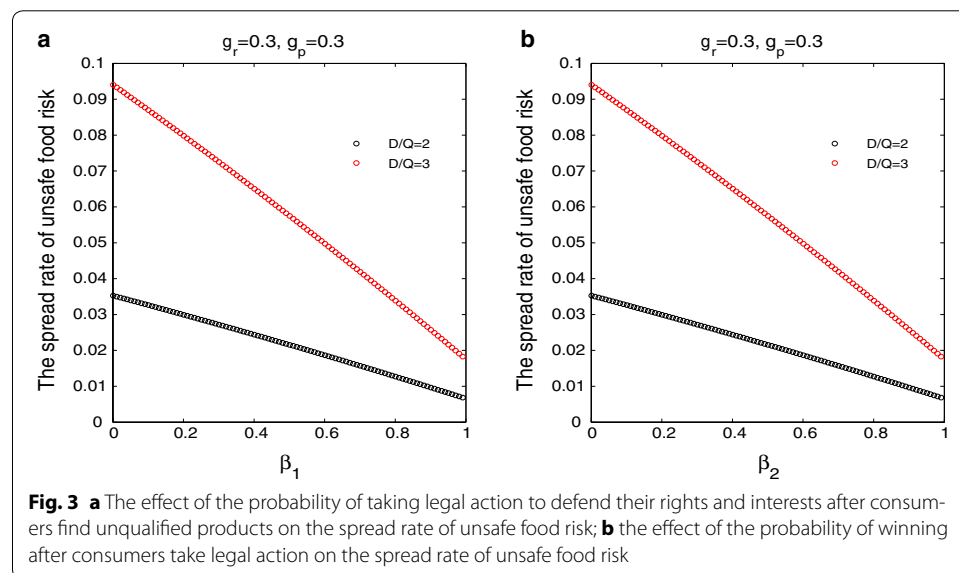 a
g_r=0.3, g_p=0.3
The spread rate of unsafe food risk
0.1
0.09
0.08
0.07
0.06
0.05
0.04
0.03
0.02
0.01
0
D/Q=2
D/Q=3
0 0.2 0.4 0.6 0.8 1
β_1
b
g_r=0.3, g_p=0.3
The spread rate of unsafe food risk
0.1
0.09
0.08
0.07
0.06
0.05
0.04
0.03
0.02
0.01
0
D/Q=2
D/Q=3
0 0.2 0.4 0.6 0.8 1
β_2
Fig. 3 a The effect of the probability of taking legal action to defend their rights and interests after consum-
ers find unqualified products on the spread rate of unsafe food risk; b the effect of the probability of winning
after consumers take legal action on the spread rate of unsafe food risk